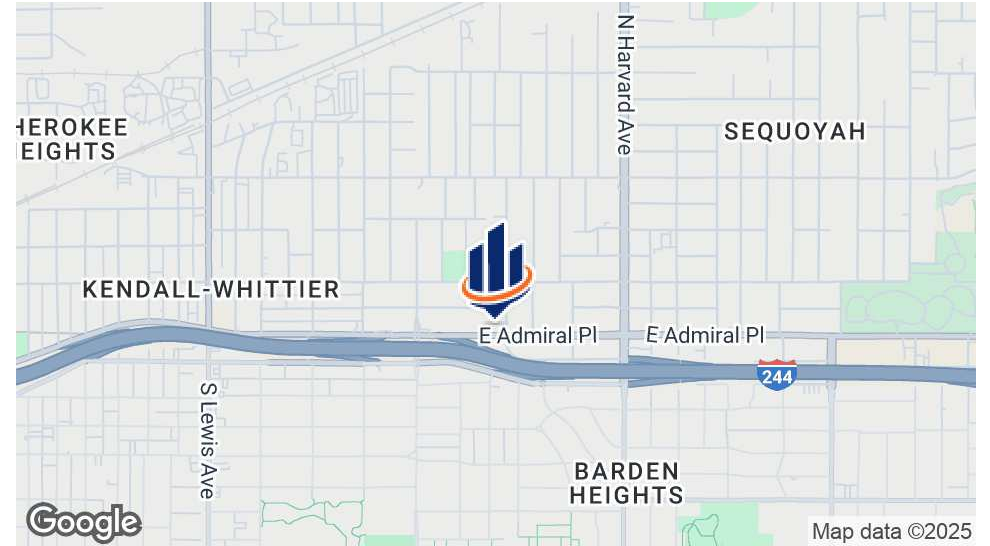 N Harvard Ave
HEROKEE
EIGHTS
SEQUOYAH
KENDALL-WHITTIER
E Admiral Pl
E Admiral Pl
244
S Lewis Ave
BARDEN
HEIGHTS
Google
Map data ©2025